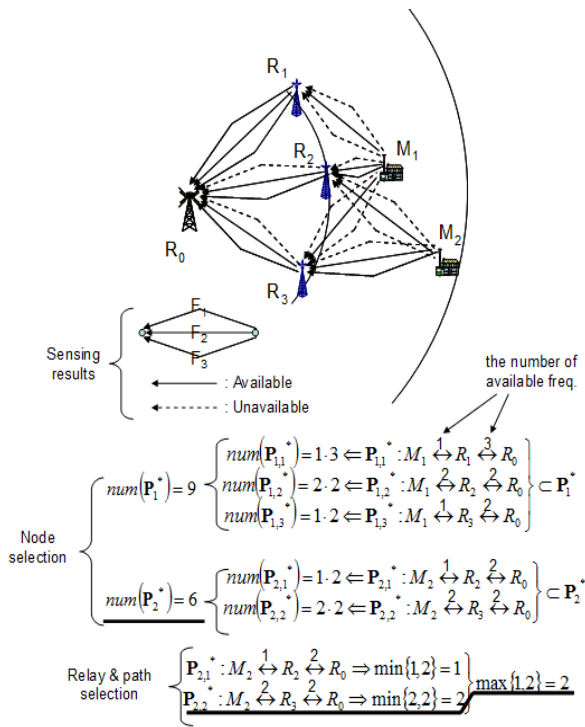 R₁
R₂
M₁
R₀
M₂
R₃
F₁
F₂
F₃
Sensing results
: Available
: Unavailable
the number of available freq.
Node selection
num(P₁*) = 9
num(P₁,₁*) = 1·3 ⇐ P₁,₁* : M₁ ↔¹ R₁ ↔³ R₀
num(P₁,₂*) = 2·2 ⇐ P₁,₂* : M₁ ↔² R₂ ↔² R₀
num(P₁,₃*) = 1·2 ⇐ P₁,₃* : M₁ ↔¹ R₃ ↔² R₀
⊂ P₁*
num(P₂*) = 6
num(P₂,₁*) = 1·2 ⇐ P₂,₁* : M₂ ↔¹ R₂ ↔² R₀
num(P₂,₂*) = 2·2 ⇐ P₂,₂* : M₂ ↔² R₃ ↔² R₀
⊂ P₂*
Relay & path selection
P₂,₁* : M₂ ↔¹ R₂ ↔² R₀ ⇒ min{1,2} = 1
P₂,₂* : M₂ ↔² R₃ ↔² R₀ ⇒ min{2,2} = 2
max{1,2} = 2